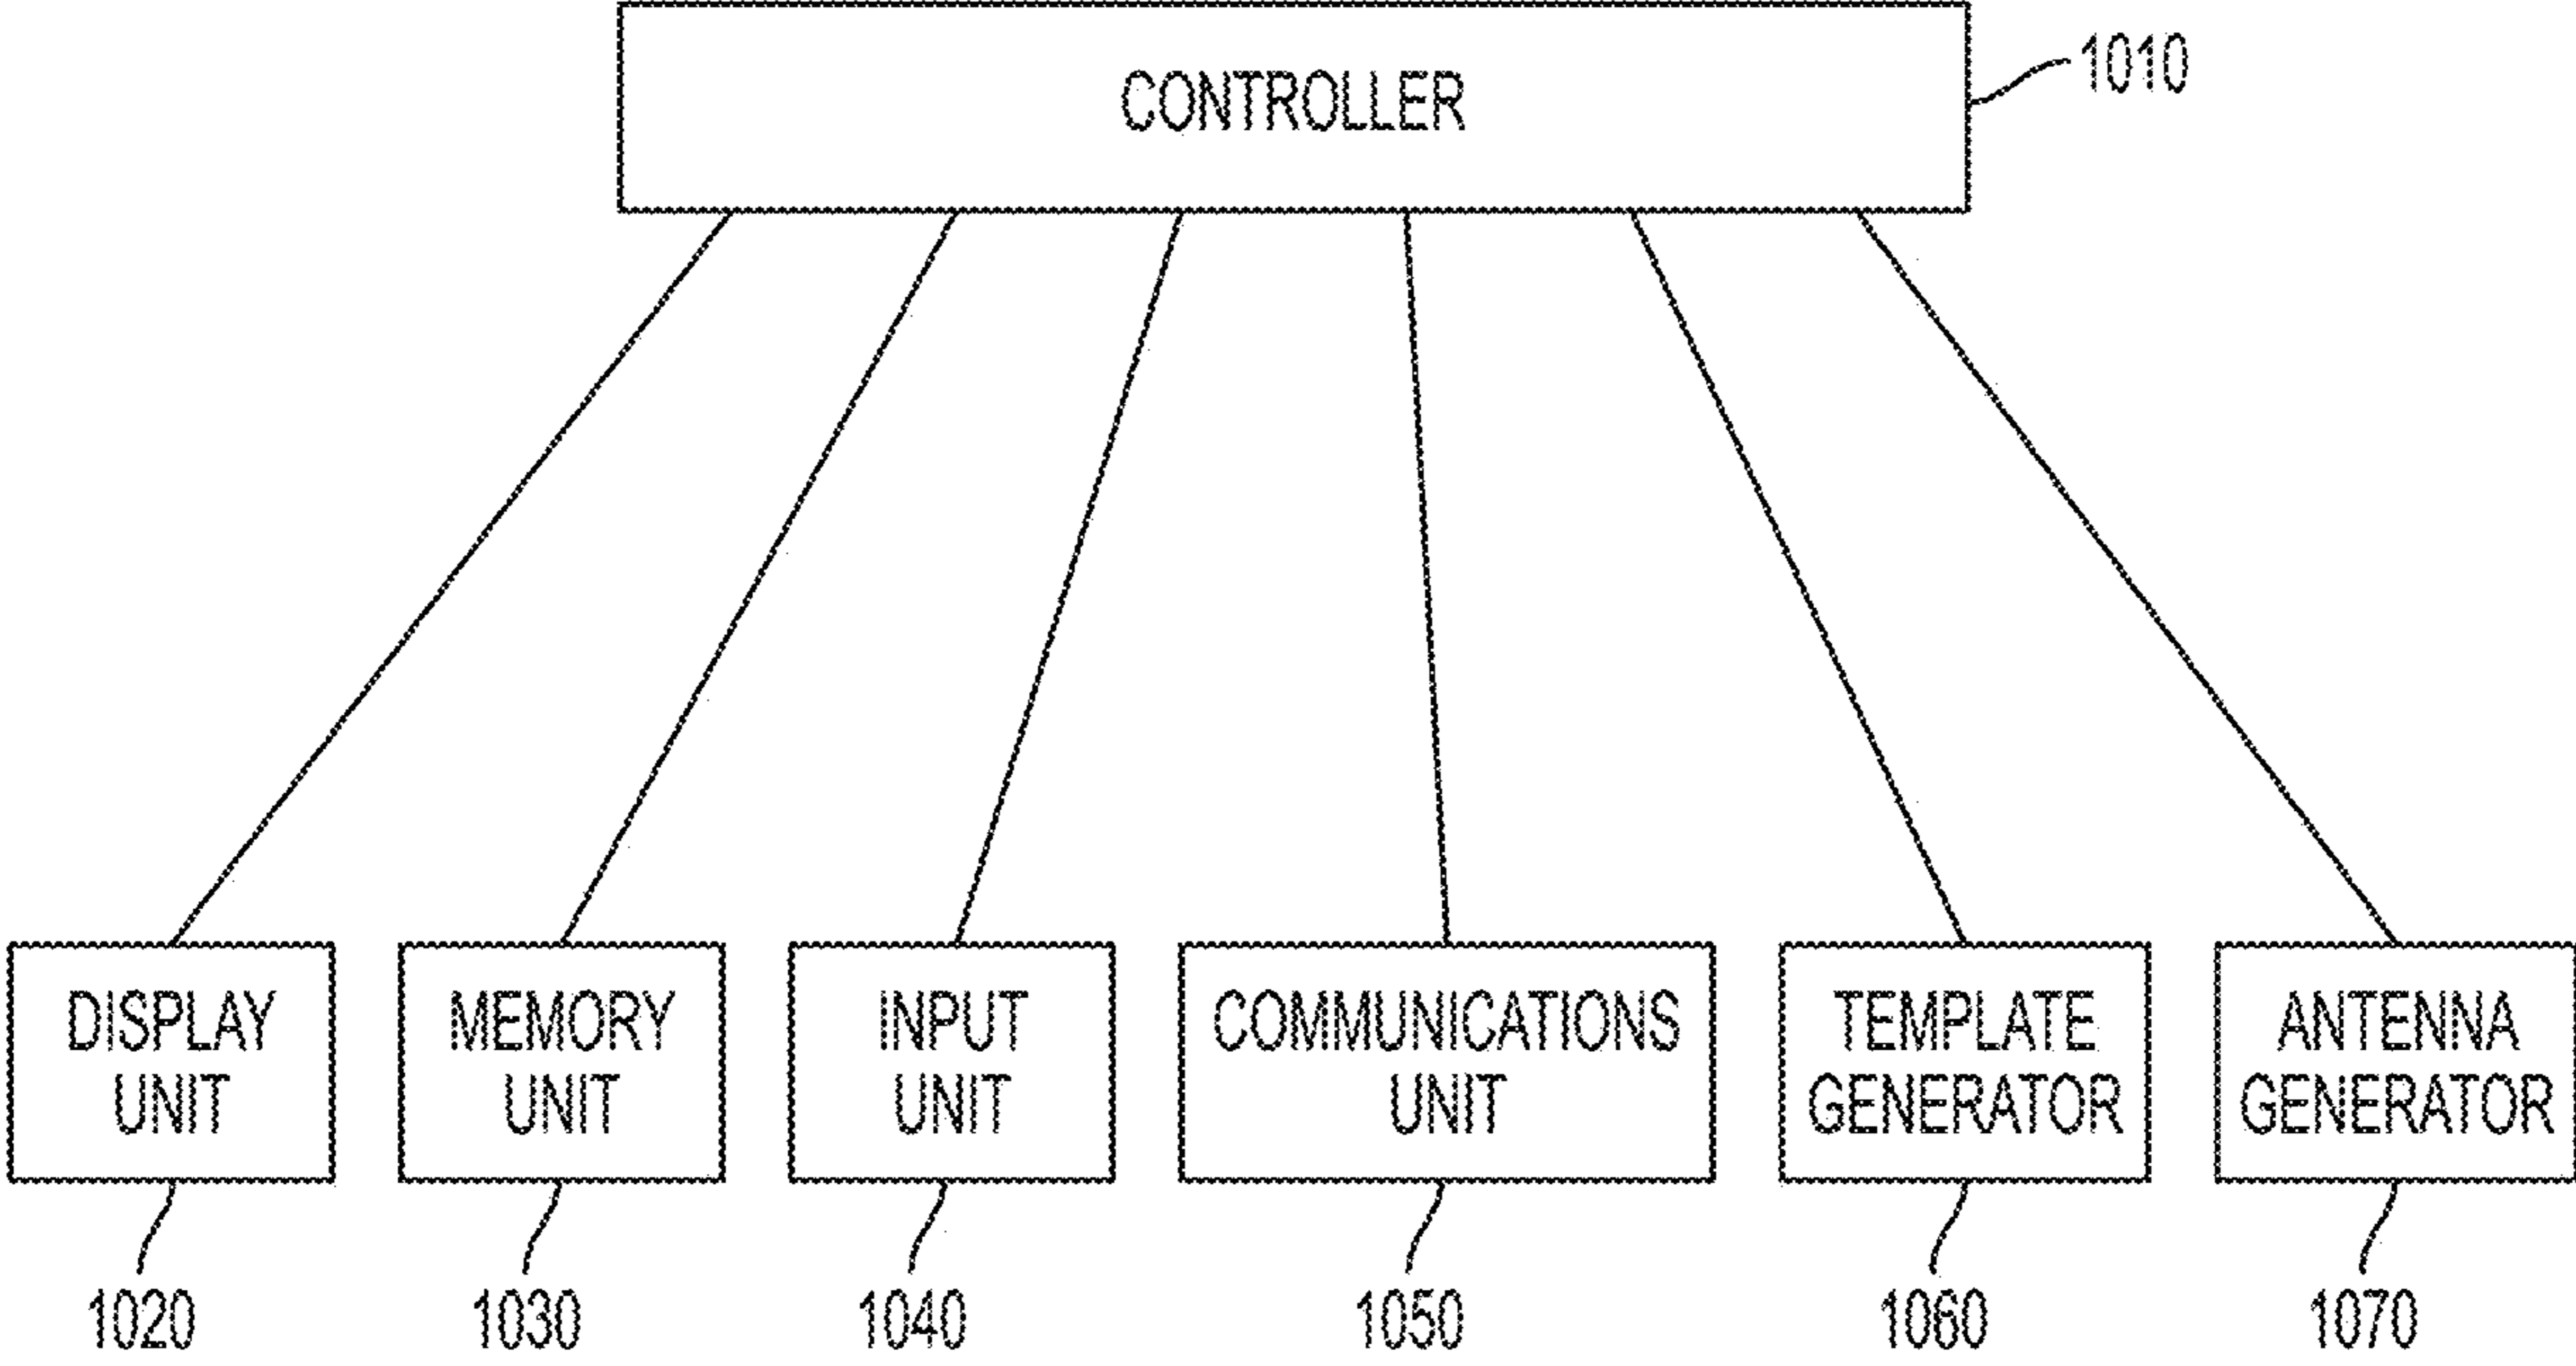 CONTROLLER
1010
DISPLAY
UNIT
MEMORY
UNIT
INPUT
UNIT
COMMUNICATIONS
UNIT
TEMPLATE
GENERATOR
ANTENNA
GENERATOR
1020
1030
1040
1050
1060
1070